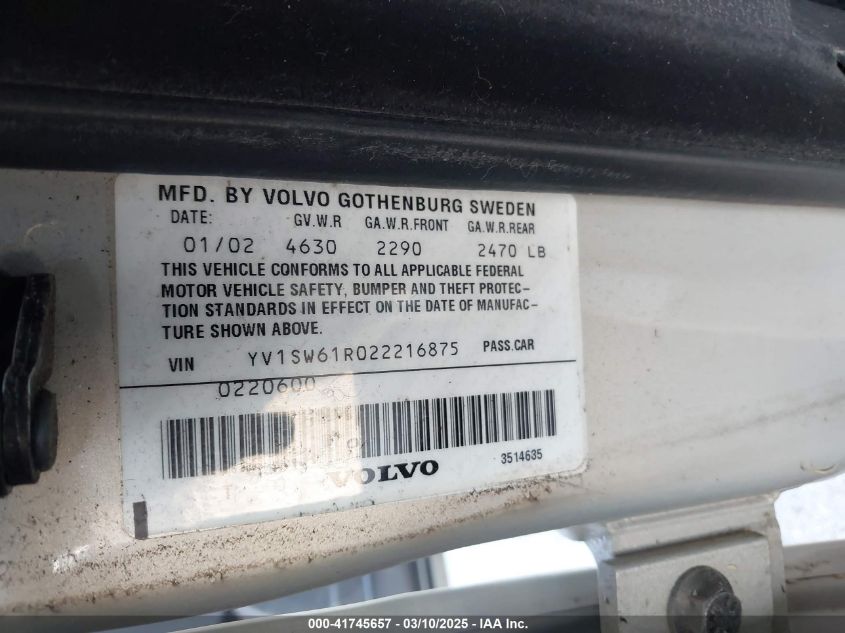 MFD. BY VOLVO GOTHENBURG SWEDEN
DATE: GV.W.R GA.W.R.FRONT GA.W.R.REAR
01/02 4630 2290 2470 LB
THIS VEHICLE CONFORMS TO ALL APPLICABLE FEDERAL
MOTOR VEHICLE SAFETY, BUMPER AND THEFT PROTEC-
TION STANDARDS IN EFFECT ON THE DATE OF MANUFAC-
TURE SHOWN ABOVE.
VIN YV1SW61R022216875 PASS.CAR
0220600
VOLVO 3514635
000-41745657 - 03/10/2025 - IAA Inc.